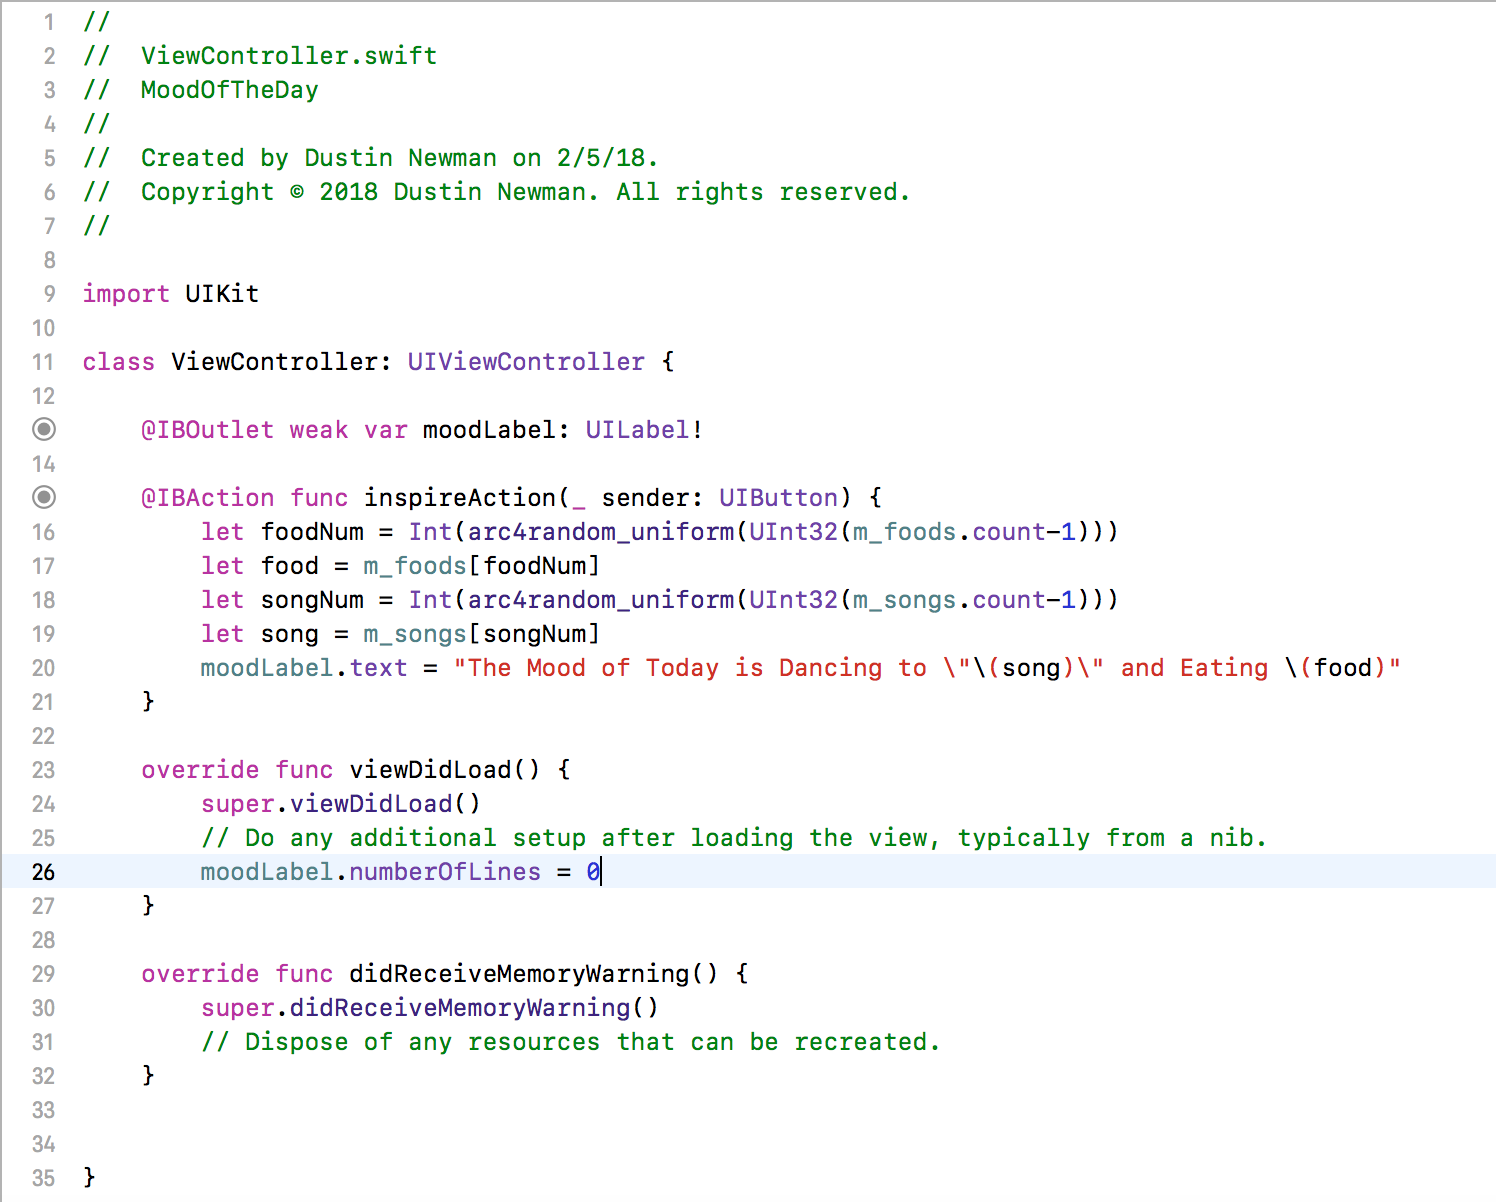 1 //
2 //  ViewController.swift
3 //  MoodOfTheDay
4 //
5 //  Created by Dustin Newman on 2/5/18.
6 //  Copyright © 2018 Dustin Newman. All rights reserved.
7 //
8
9 import UIKit
10
11 class ViewController: UIViewController {
12
    @IBOutlet weak var moodLabel: UILabel!
14
    @IBAction func inspireAction(_ sender: UIButton) {
16         let foodNum = Int(arc4random_uniform(UInt32(m_foods.count-1)))
17         let food = m_foods[foodNum]
18         let songNum = Int(arc4random_uniform(UInt32(m_songs.count-1)))
19         let song = m_songs[songNum]
20         moodLabel.text = "The Mood of Today is Dancing to \"\(song)\" and Eating \(food)"
21     }
22
23     override func viewDidLoad() {
24         super.viewDidLoad()
25         // Do any additional setup after loading the view, typically from a nib.
26         moodLabel.numberOfLines = 0
27     }
28
29     override func didReceiveMemoryWarning() {
30         super.didReceiveMemoryWarning()
31         // Dispose of any resources that can be recreated.
32     }
33
34
35 }